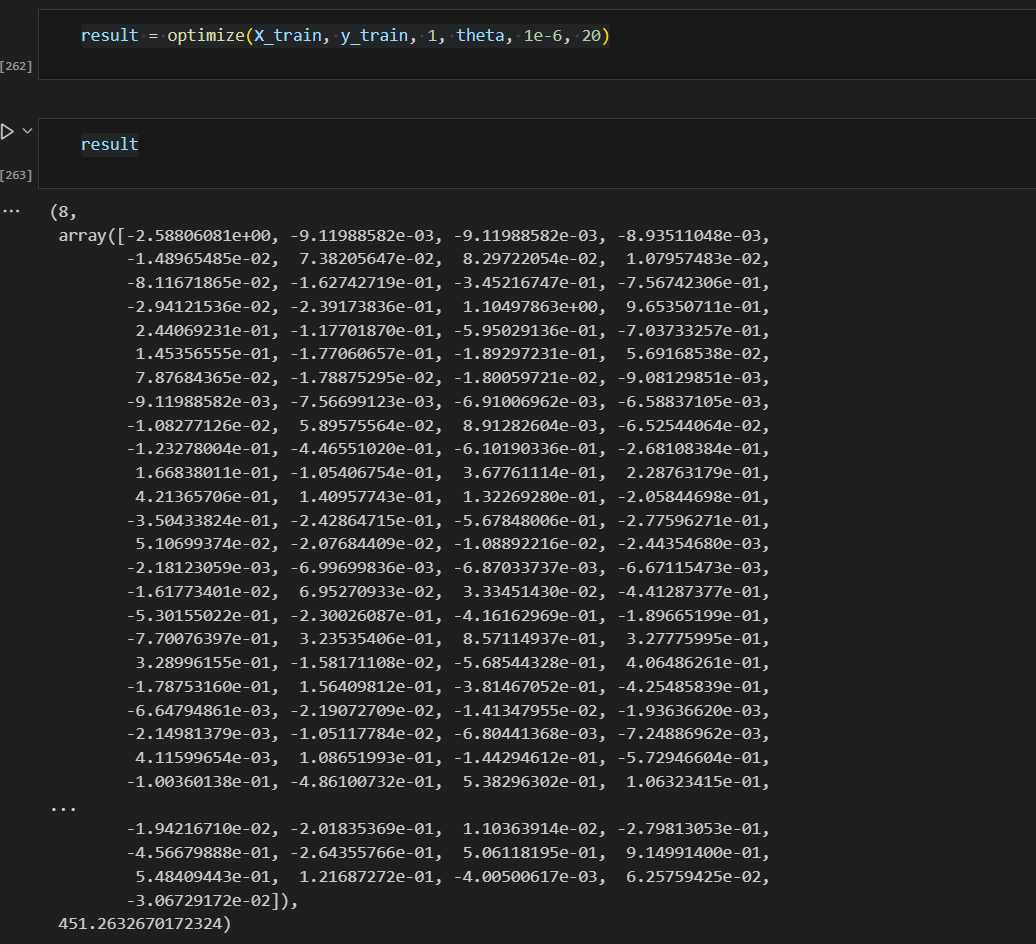 result = optimize(X_train, y_train, 1, theta, 1e-6, 20)
[262]
result
[263]
...
(8,
array([-2.58806081e+00, -9.11988582e-03, -9.11988582e-03, -8.93511048e-03,
-1.48965485e-02,  7.38205647e-02,  8.29722054e-02,  1.07957483e-02,
-8.11671865e-02, -1.62742719e-01, -3.45216747e-01, -7.56742306e-01,
-2.94121536e-02, -2.39173836e-01,  1.10497863e+00,  9.65350711e-01,
2.44069231e-01, -1.17701870e-01, -5.95029136e-01, -7.03733257e-01,
1.45356555e-01, -1.77060657e-01, -1.89297231e-01,  5.69168538e-02,
7.87684365e-02, -1.78875295e-02, -1.80059721e-02, -9.08129851e-03,
-9.11988582e-03, -7.56699123e-03, -6.91006962e-03, -6.58837105e-03,
-1.08277126e-02,  5.89575564e-02,  8.91282604e-03, -6.52544064e-02,
-1.23278004e-01, -4.46551020e-01, -6.10190336e-01, -2.68108384e-01,
1.66838011e-01, -1.05406754e-01,  3.67761114e-01,  2.28763179e-01,
4.21365706e-01,  1.40957743e-01,  1.32269280e-01, -2.05844698e-01,
-3.50433824e-01, -2.42864715e-01, -5.67848006e-01, -2.77596271e-01,
5.10699374e-02, -2.07684409e-02, -1.08892216e-02, -2.44354680e-03,
-2.18123059e-03, -6.99699836e-03, -6.87033737e-03, -6.67115473e-03,
-1.61773401e-02,  6.95270933e-02,  3.33451430e-02, -4.41287377e-01,
-5.30155022e-01, -2.30026087e-01, -4.16162969e-01, -1.89665199e-01,
-7.70076397e-01,  3.23535406e-01,  8.57114937e-01,  3.27775995e-01,
3.28996155e-01, -1.58171108e-02, -5.68544328e-01,  4.06486261e-01,
-1.78753160e-01,  1.56409812e-01, -3.81467052e-01, -4.25485839e-01,
-6.64794861e-03, -2.19072709e-02, -1.41347955e-02, -1.93636620e-03,
-2.14981379e-03, -1.05117784e-02, -6.80441368e-03, -7.24886962e-03,
4.11599654e-03,  1.08651993e-01, -1.44294612e-01, -5.72946604e-01,
-1.00360138e-01, -4.86100732e-01,  5.38296302e-01,  1.06323415e-01,
...
-1.94216710e-02, -2.01835369e-01,  1.10363914e-02, -2.79813053e-01,
-4.56679888e-01, -2.64355766e-01,  5.06118195e-01,  9.14991400e-01,
5.48409443e-01,  1.21687272e-01, -4.00500617e-03,  6.25759425e-02,
-3.06729172e-02]),
451.2632670172324)